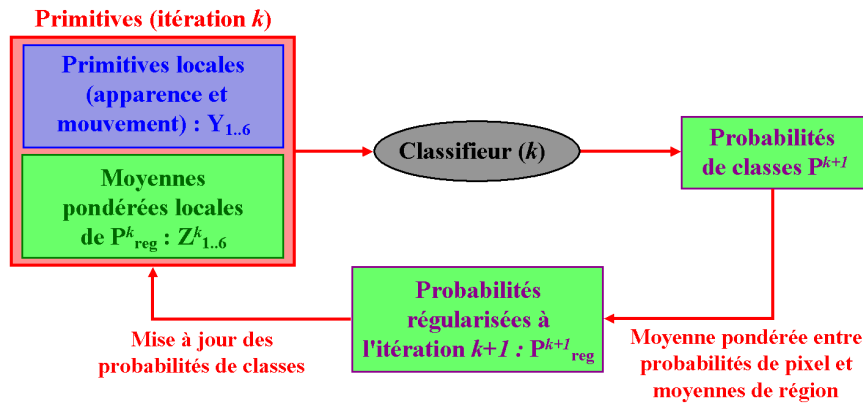 Primitives (itération k)
Primitives locales
(apparence et
mouvement) : Y1..6
Moyennes
pondérées locales
de Pkreg : Zk1..6
Classifieur (k)
Probabilités
de classes Pk+1
Probabilités
régularisées à
l'itération k+1 : Pk+1reg
Mise à jour des
probabilités de classes
Moyenne pondérée entre
probabilités de pixel et
moyennes de région